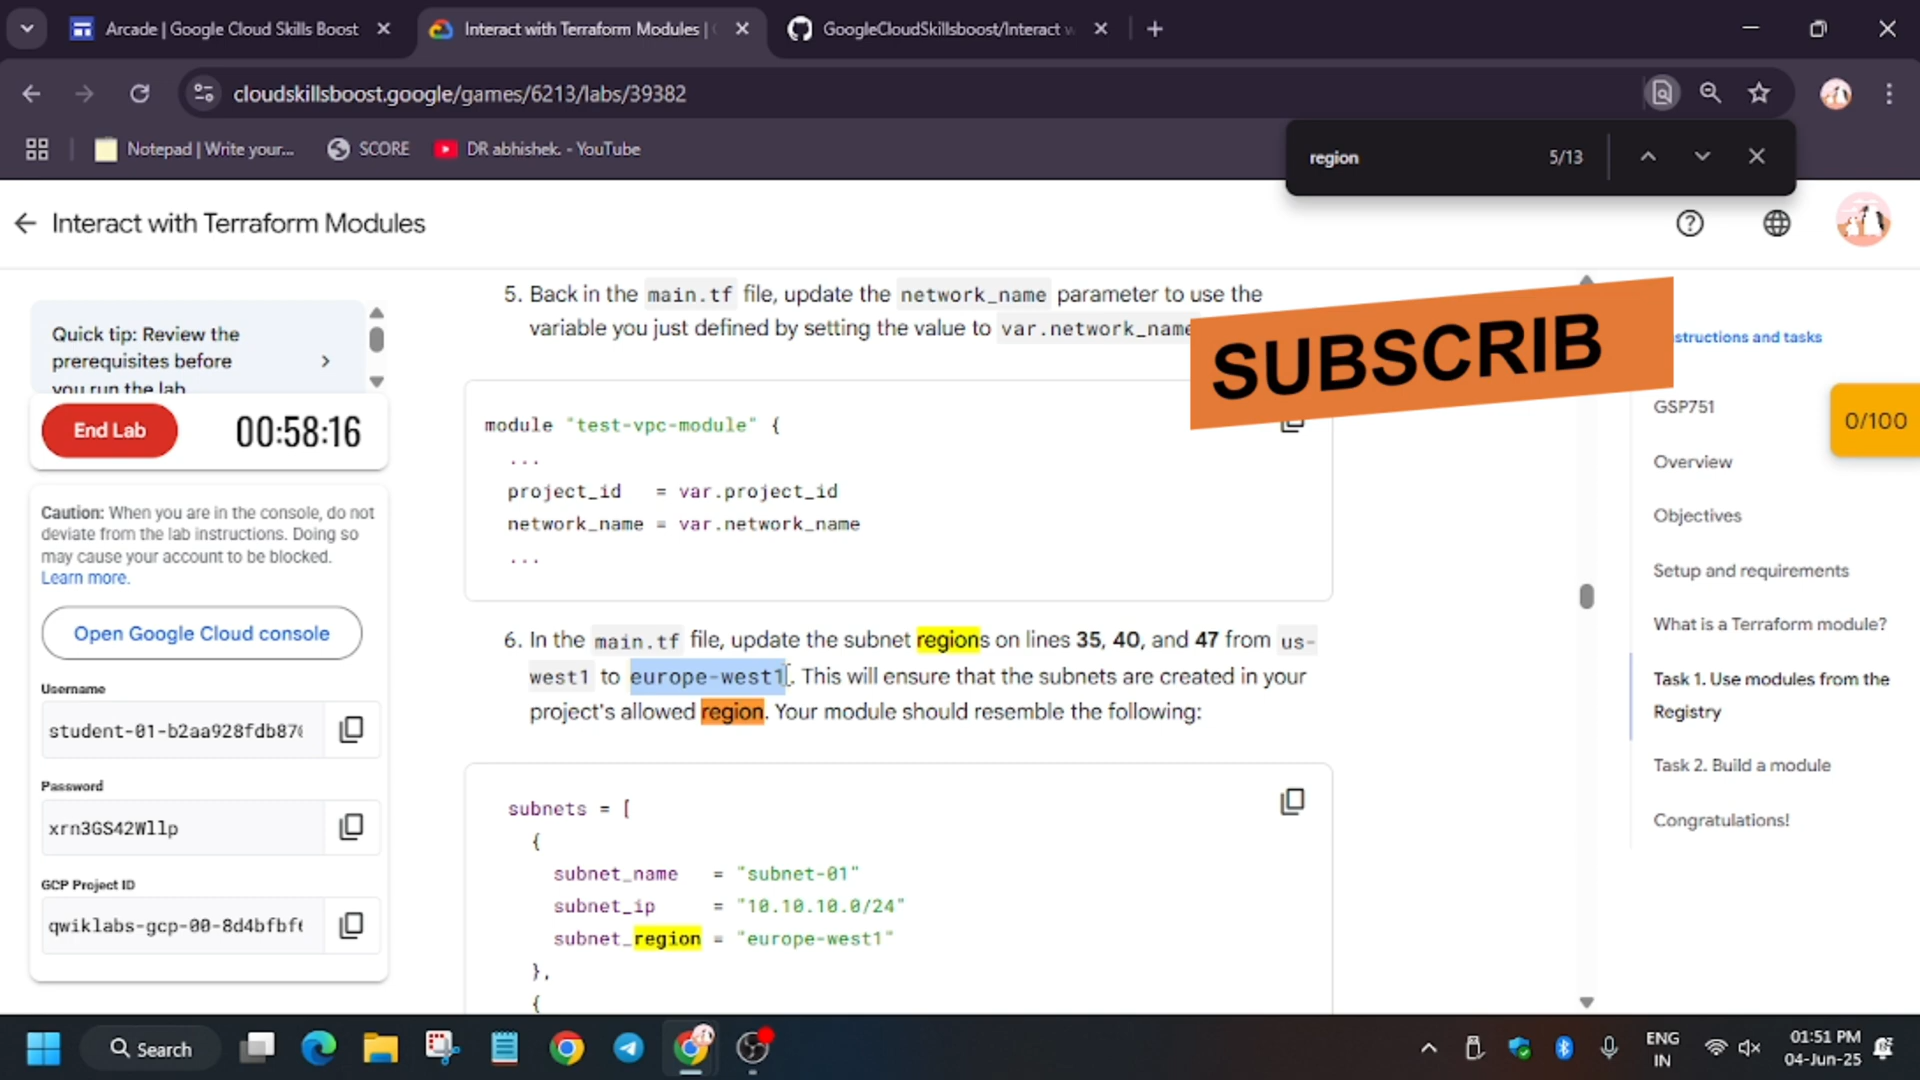 Arcade | Google Cloud Skills Boost
Interact with Terraform Modules |
GoogleCloudSkillsboost/Interact w
cloudskillsboost.google/games/6213/labs/39382
Notepad | Write your...
SCORE
DR abhishek. - YouTube
region
5/13
Interact with Terraform Modules
Quick tip: Review the
prerequisites before
you run the lab
End Lab
00:58:16
Caution: When you are in the console, do not
deviate from the lab instructions. Doing so
may cause your account to be blocked.
Learn more.
Open Google Cloud console
Username
student-01-b2aa928fdb870
Password
xrn3GS42Wllp
GCP Project ID
qwiklabs-gcp-00-8d4bfbf6
5. Back in the main.tf file, update the network_name parameter to use the
variable you just defined by setting the value to var.network_name
module "test-vpc-module" {
...
project_id = var.project_id
network_name = var.network_name
...
6. In the main.tf file, update the subnet regions on lines 35, 40, and 47 from us-
west1 to europe-west1. This will ensure that the subnets are created in your
project's allowed region. Your module should resemble the following:
subnets = [
{
subnet_name = "subnet-01"
subnet_ip = "10.10.10.0/24"
subnet_region = "europe-west1"
},
{
SUBSCRIB
structions and tasks
GSP751
0/100
Overview
Objectives
Setup and requirements
What is a Terraform module?
Task 1. Use modules from the
Registry
Task 2. Build a module
Congratulations!
Search
ENG
IN
01:51 PM
04-Jun-25